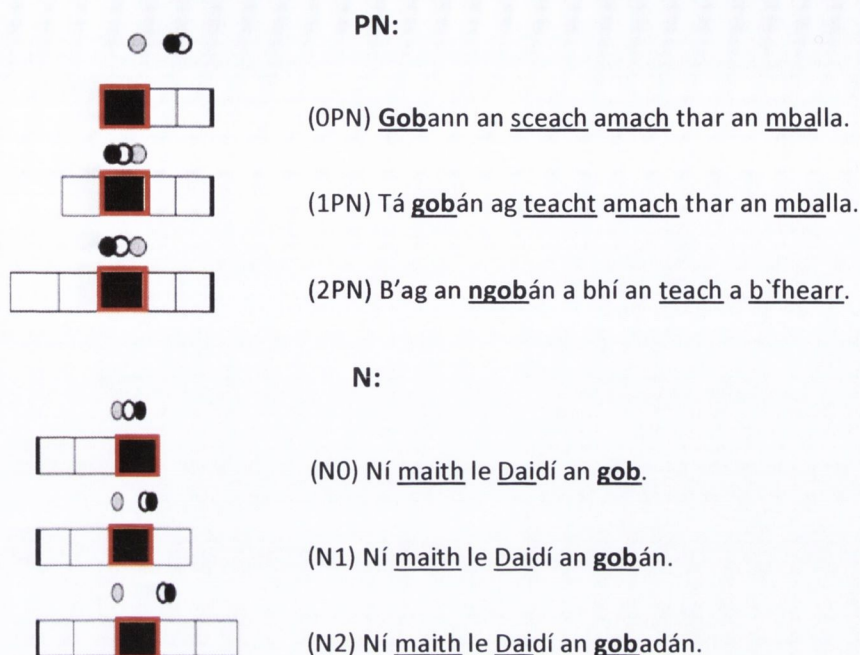 PN:
(0PN) Gobann an sceach amach thar an mballa.
(1PN) Tá gobán ag teacht amach thar an mballa.
(2PN) B'ag an ngobán a bhí an teach a b`fhearr.
N:
(N0) Ní maith le Daidí an gob.
(N1) Ní maith le Daidí an gobán.
(N2) Ní maith le Daidí an gobadán.